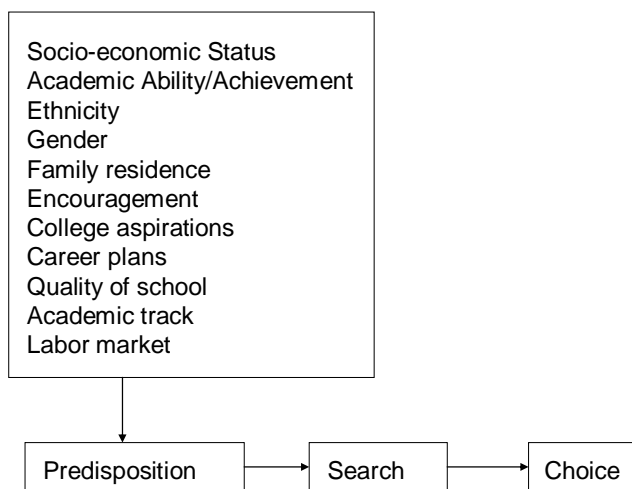 Socio-economic Status
Academic Ability/Achievement
Ethnicity
Gender
Family residence
Encouragement
College aspirations
Career plans
Quality of school
Academic track
Labor market
Predisposition
Search
Choice